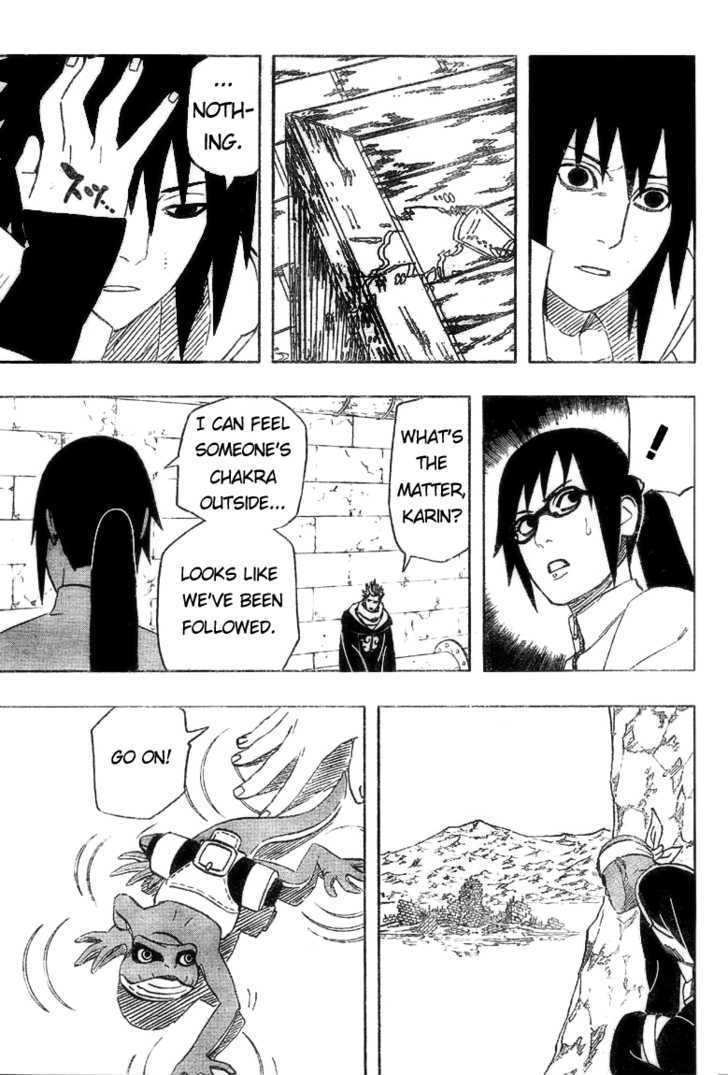 ...
NOTH-
ING.
スッ...
!
WHAT'S
THE
MATTER,
KARIN?
I CAN FEEL
SOMEONE'S
CHAKRA
OUTSIDE...
LOOKS LIKE
WE'VE BEEN
FOLLOWED.
GO ON!